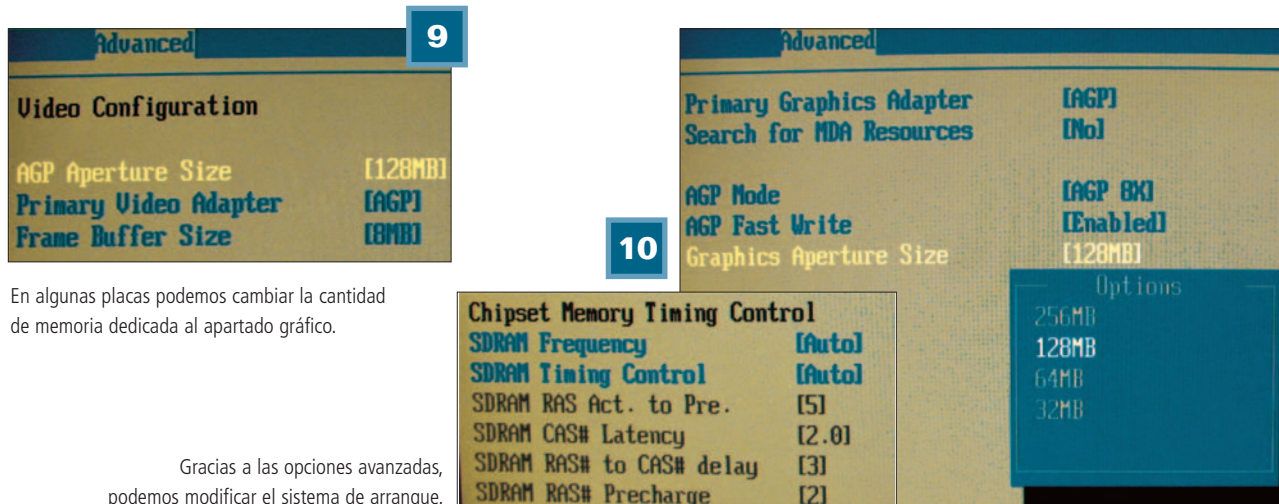 9
Advanced
Video Configuration
AGP Aperture Size [128MB]
Primary Video Adapter [AGP]
Frame Buffer Size [8MB]
En algunas placas podemos cambiar la cantidad
de memoria dedicada al apartado gráfico.
10
Advanced
Primary Graphics Adapter [AGP]
Search for MDA Resources [No]
AGP Mode [AGP 8X]
AGP Fast Write [Enabled]
Graphics Aperture Size [128MB]
Options
256MB
128MB
64MB
32MB
Chipset Memory Timing Control
SDRAM Frequency [Auto]
SDRAM Timing Control [Auto]
SDRAM RAS Act. to Pre. [5]
SDRAM CAS# Latency [2.0]
SDRAM RAS# to CAS# delay [3]
SDRAM RAS# Precharge [2]
Gracias a las opciones avanzadas,
podemos modificar el sistema de arranque.